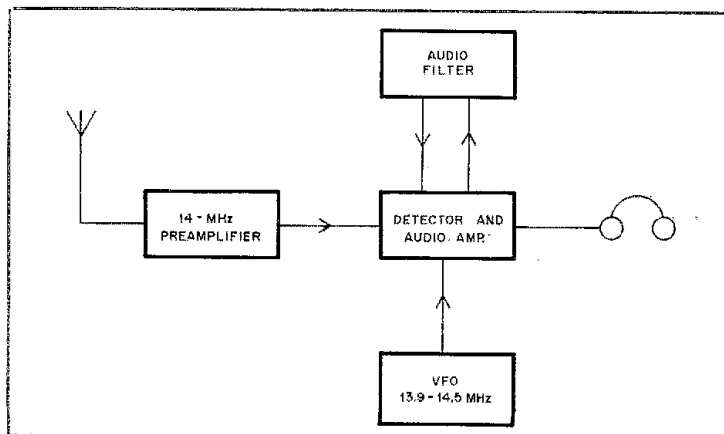 AUDIO
FILTER
14 - MHz
PREAMPLIFIER
DETECTOR AND
AUDIO. AMP.
VFO
13.9 - 14.5 MHz